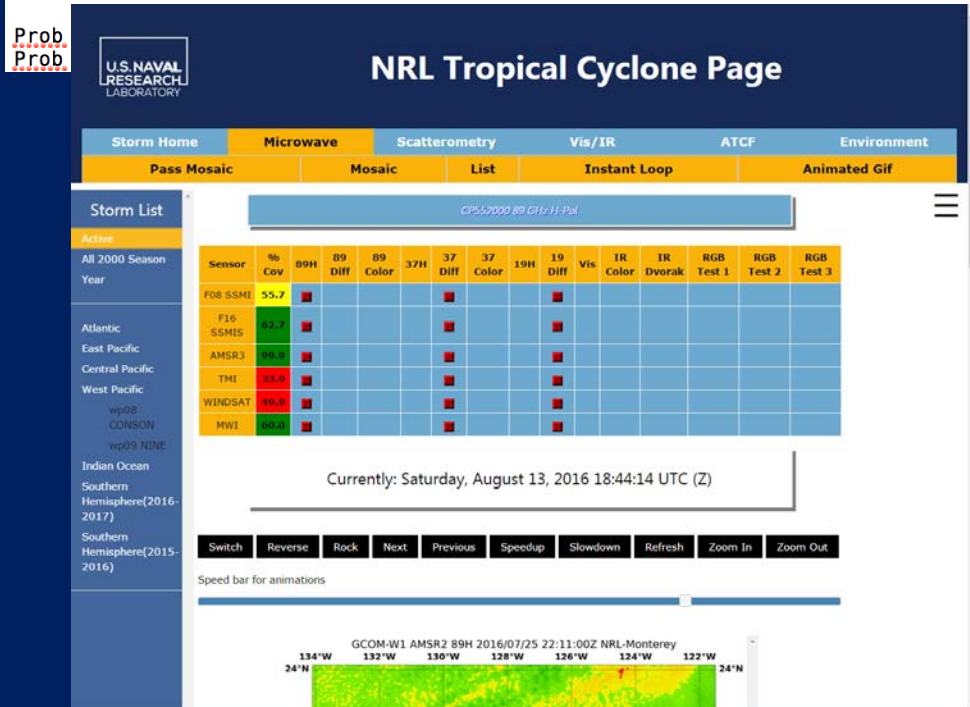 Prob
Prob
U.S. NAVAL
RESEARCH
LABORATORY
NRL Tropical Cyclone Page
Storm Home Microwave Scatterometry Vis/IR ATCF Environment
Pass Mosaic Mosaic List Instant Loop Animated Gif
Storm List
Active
All 2000 Season
Year
Atlantic
East Pacific
Central Pacific
West Pacific
wp08
CONSON
wp09 NINE
Indian Ocean
Southern
Hemisphere(2016-
2017)
Southern
Hemisphere(2015-
2016)
CP552000 89 GHz H-Pol
Sensor % Cov 89H 89 Diff 89 Color 37H 37 Diff 37 Color 19H 19 Diff Vis IR Color IR Dvorak RGB Test 1 RGB Test 2 RGB Test 3
F08 SSMI 55.7
F16 SSMIS 62.7
AMSR3 99.9
TMI 33.9
WINDSAT 49.9
MWI 60.0
Currently: Saturday, August 13, 2016 18:44:14 UTC (Z)
Switch Reverse Rock Next Previous Speedup Slowdown Refresh Zoom In Zoom Out
Speed bar for animations
GCOM-W1 AMSR2 89H 2016/07/25 22:11:00Z NRL-Monterey
134°W 132°W 130°W 128°W 126°W 124°W 122°W
24°N 24°N